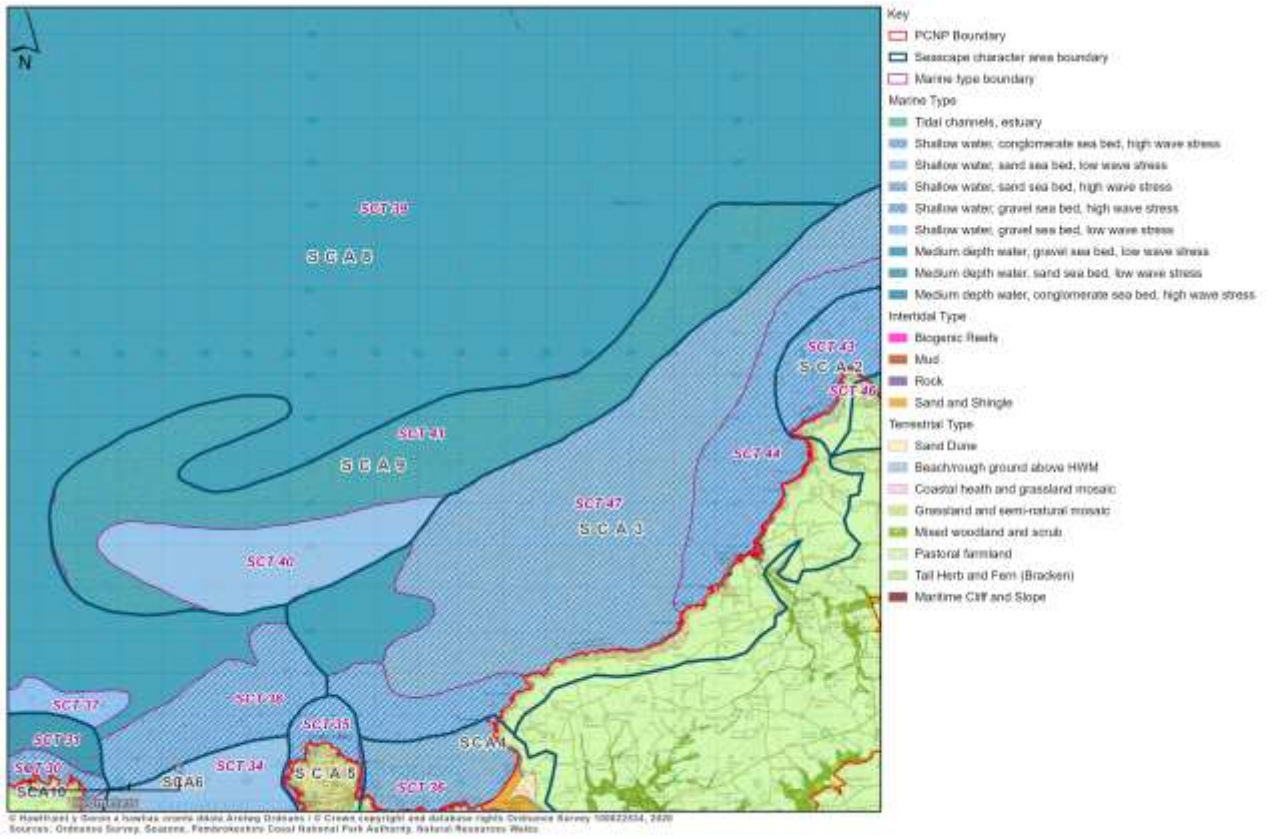 N
SCT 39
SCA8
SCT 43
SCA2
SCT 46
SCT 41
SCA9
SCT 44
SCT 47
SCA3
SCT 40
SCT 37
SCT 38
SCT 35
SCT 31
SCA4
SCT 34
SCT 30
SCA6
SCA5
SCT 36
SCA10
Key
PCNP Boundary
Seascape character area boundary
Marine type boundary
Marine Type
Tidal channels, estuary
Shallow water, conglomerate sea bed, high wave stress
Shallow water, sand sea bed, low wave stress
Shallow water, sand sea bed, high wave stress
Shallow water, gravel sea bed, high wave stress
Shallow water, gravel sea bed, low wave stress
Medium depth water, gravel sea bed, low wave stress
Medium depth water, sand sea bed, low wave stress
Medium depth water, conglomerate sea bed, high wave stress
Intertidal Type
Biogenic Reefs
Mud
Rock
Sand and Shingle
Terrestrial Type
Sand Dune
Beach/rough ground above HWM
Coastal heath and grassland mosaic
Grassland and semi-natural mosaic
Mixed woodland and scrub
Pastoral farmland
Tall Herb and Fern (Bracken)
Maritime Cliff and Slope
© Hawlfraint y Goron a hawliau cronfa ddata Arolwg Ordnans / © Crown copyright and database rights Ordnance Survey 100022534, 2020
Sources: Ordnance Survey, Seazone, Pembrokeshire Coast National Park Authority, Natural Resources Wales